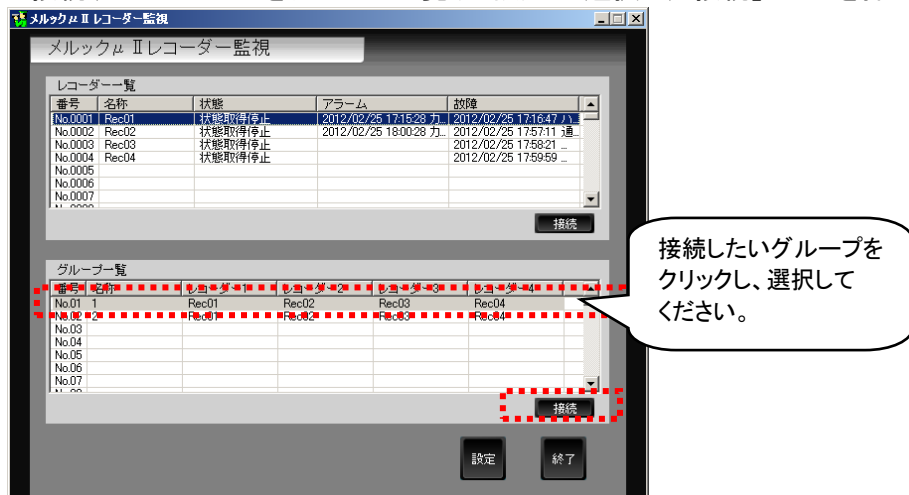 メルックμⅡレコーダー監視
メルックμ Ⅱレコーダー監視
レコーダー一覧
番号 名称 状態 アラーム 故障
No.0001 Rec01 状態取得停止 2012/02/25 17:15:28 カ... 2012/02/25 17:16:47 ハ...
No.0002 Rec02 状態取得停止 2012/02/25 18:00:28 カ... 2012/02/25 17:57:11 通...
No.0003 Rec03 状態取得停止 2012/02/25 17:58:21 ...
No.0004 Rec04 状態取得停止 2012/02/25 17:59:59 ...
No.0005
No.0006
No.0007
接続
グループ一覧
番号 名称 レコーダー1 レコーダー2 レコーダー3 レコーダー4
No.01 1 Rec01 Rec02 Rec03 Rec04
No.02 2 Rec01 Rec02 Rec03 Rec04
No.03
No.04
No.05
No.06
No.07
接続
設定 終了
接続したいグループを
クリックし、選択して
ください。